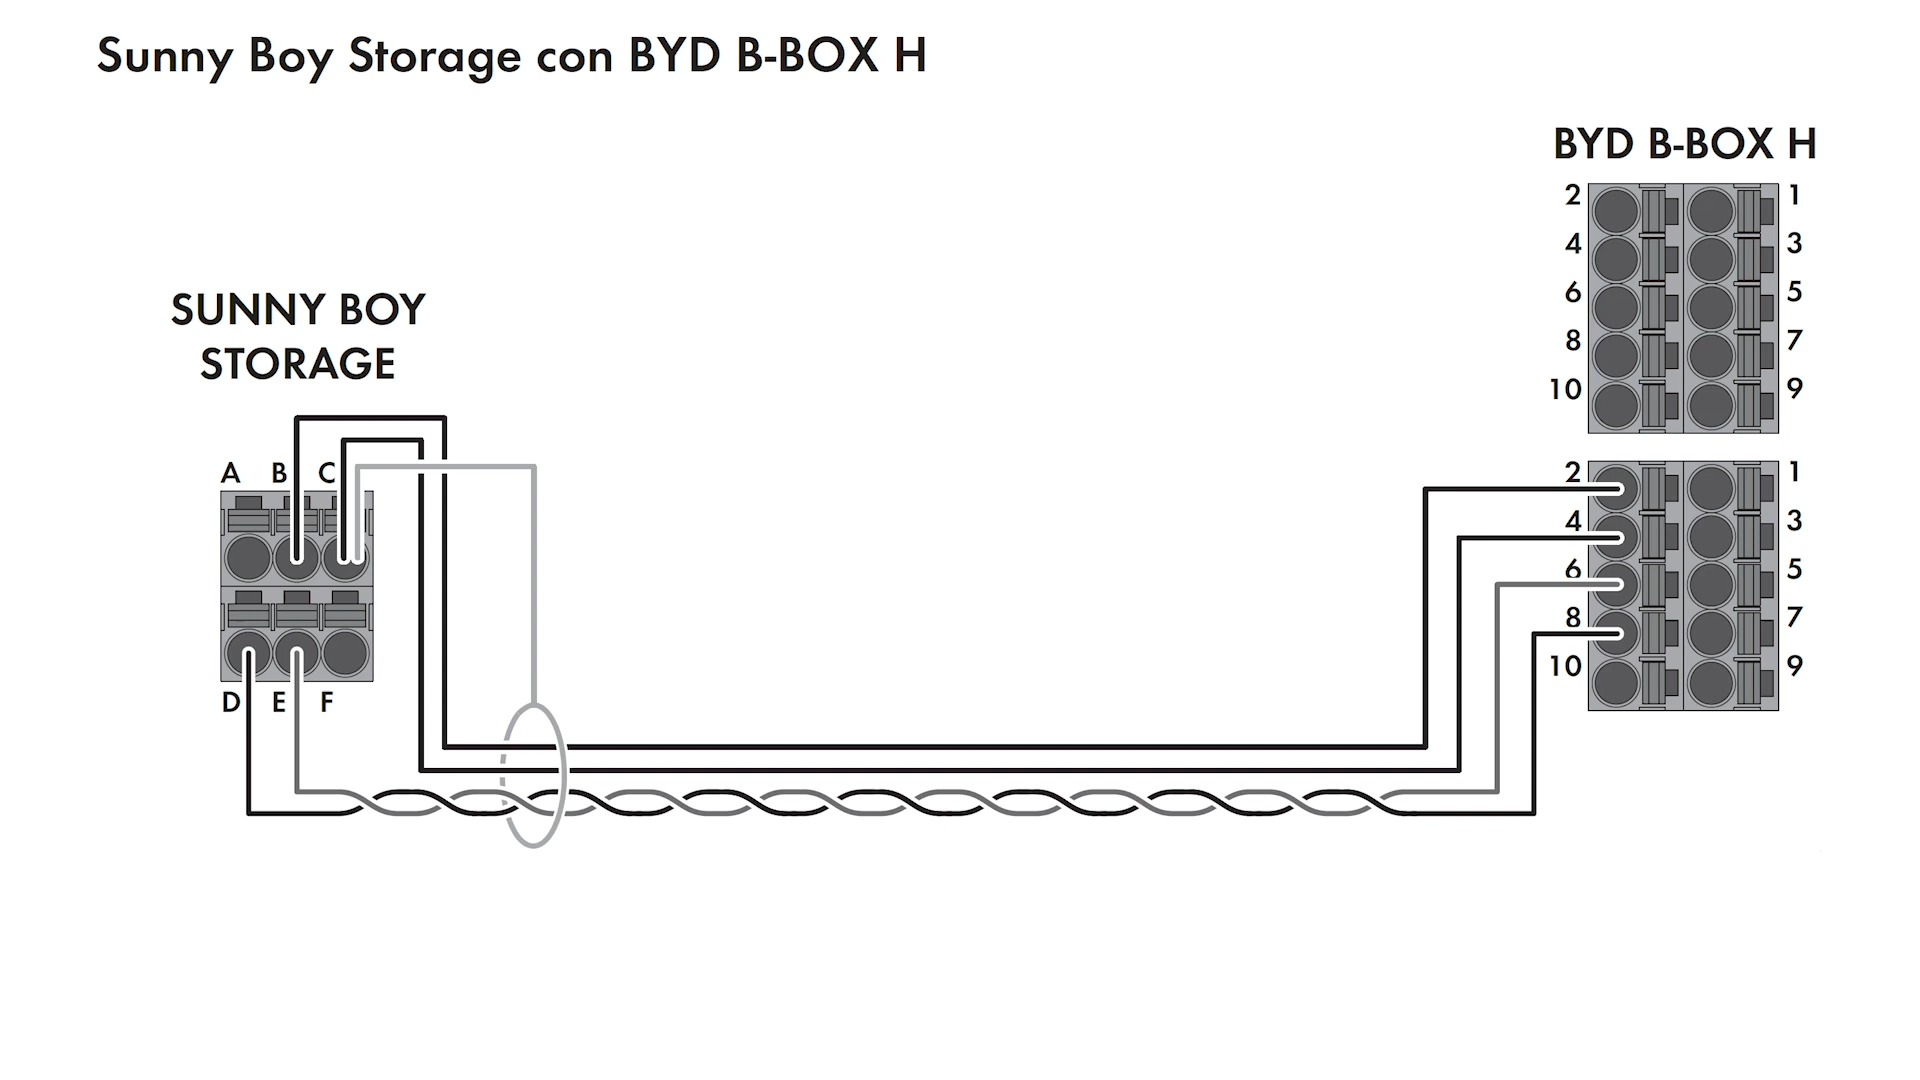 Sunny Boy Storage con BYD B-BOX H
BYD B-BOX H
2 1
4 3
6 5
8 7
10 9
SUNNY BOY
STORAGE
A B C
D E F
2 1
4 3
6 5
8 7
10 9